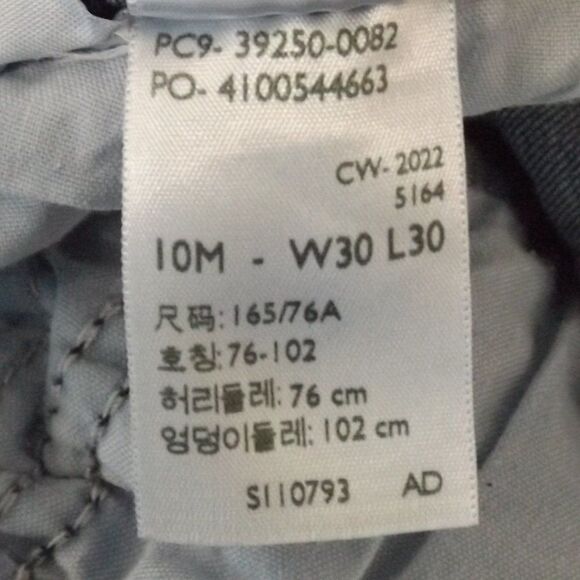 PC9- 39250-0082
PO- 4100544663
CW- 2022
5164
10M - W30 L30
尺码: 165/76A
호칭: 76-102
허리둘레: 76 cm
엉덩이둘레: 102 cm
S110793 AD